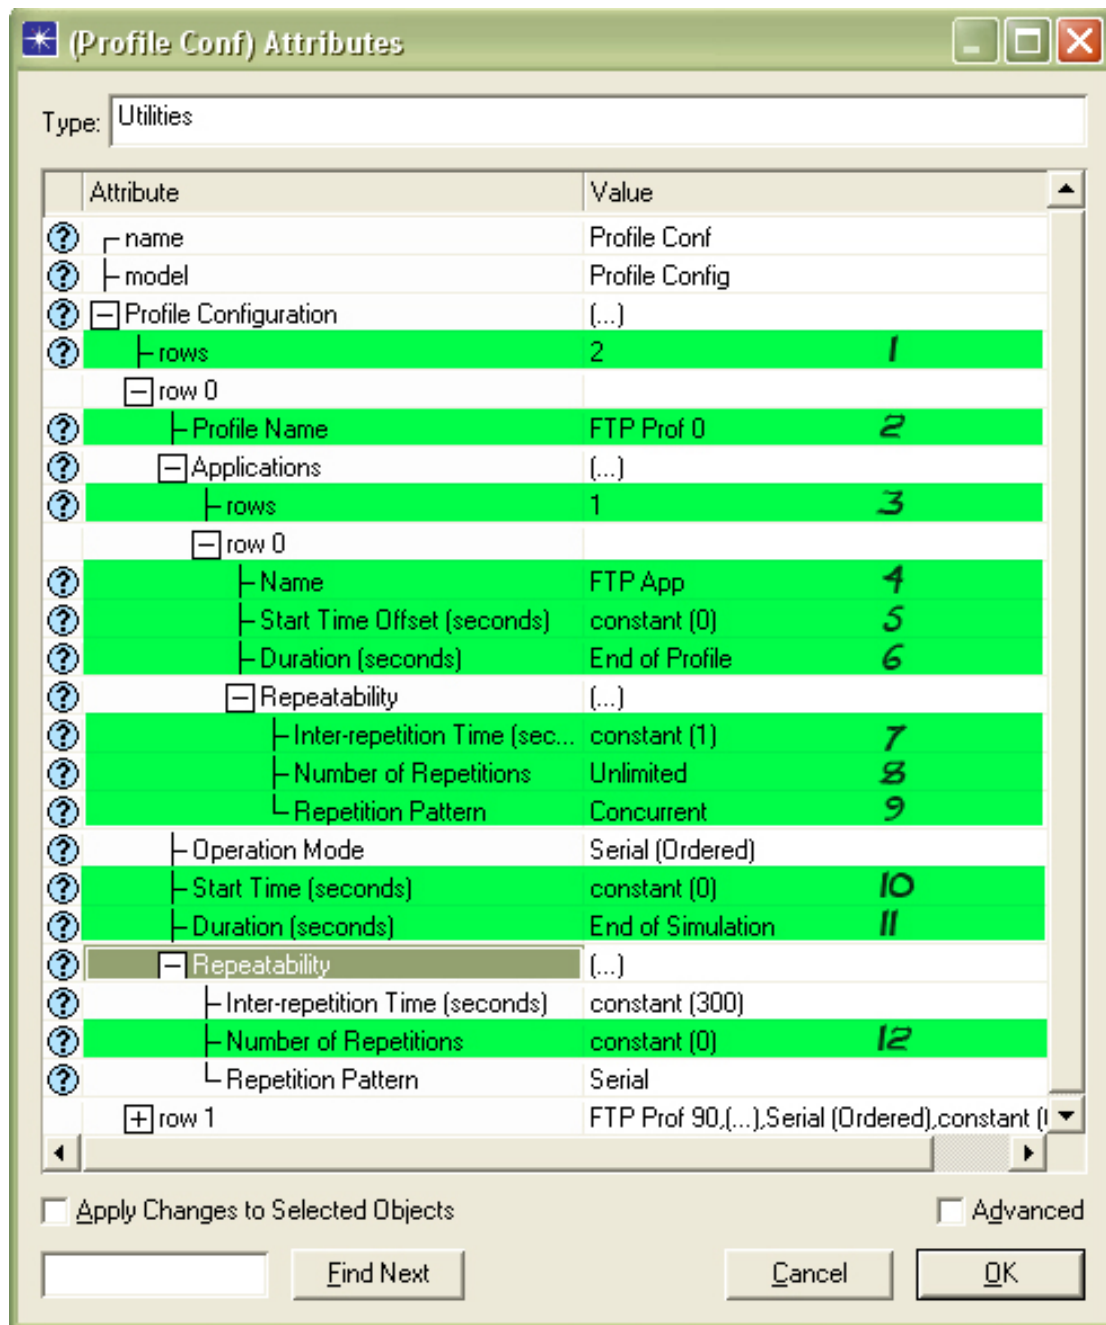 (Profile Conf) Attributes
Type: Utilities
Attribute Value
name Profile Conf
model Profile Config
Profile Configuration (...)
rows 2 1
row 0
Profile Name FTP Prof 0 2
Applications (...)
rows 1 3
row 0
Name FTP App 4
Start Time Offset (seconds) constant (0) 5
Duration (seconds) End of Profile 6
Repeatability (...)
Inter-repetition Time (sec... constant (1) 7
Number of Repetitions Unlimited 8
Repetition Pattern Concurrent 9
Operation Mode Serial (Ordered)
Start Time (seconds) constant (0) 10
Duration (seconds) End of Simulation 11
Repeatability (...)
Inter-repetition Time (seconds) constant (300)
Number of Repetitions constant (0) 12
Repetition Pattern Serial
row 1 FTP Prof 90,(...),Serial (Ordered),constant (
Apply Changes to Selected Objects Advanced
Find Next Cancel OK